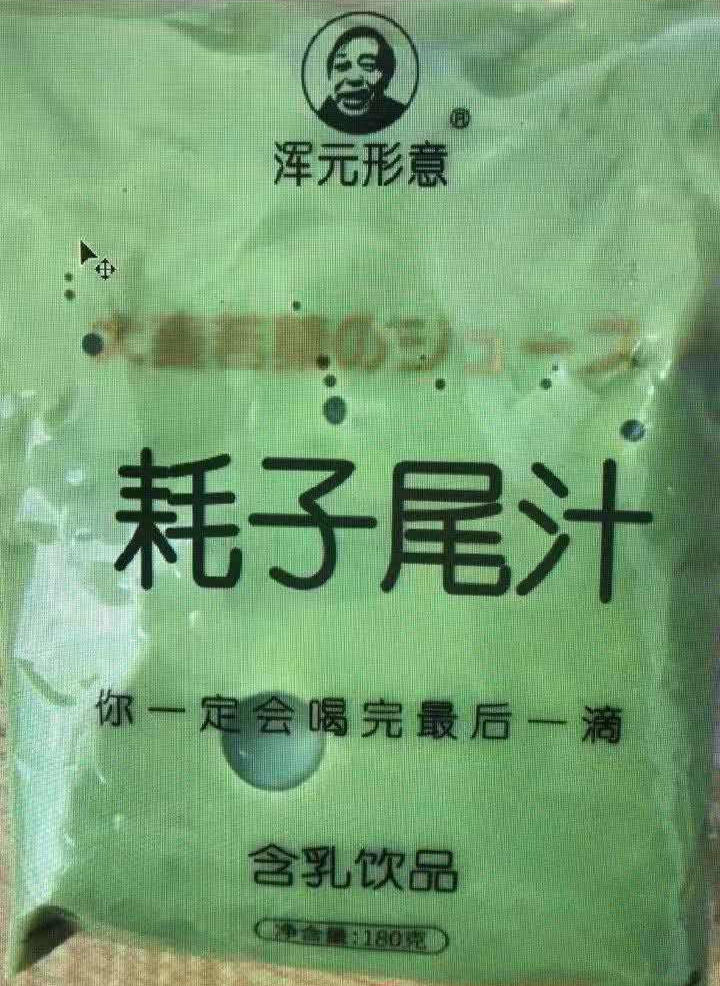 ®
浑元形意
耗子尾汁
你一定会喝完最后一滴
含乳饮品
净含量:180克